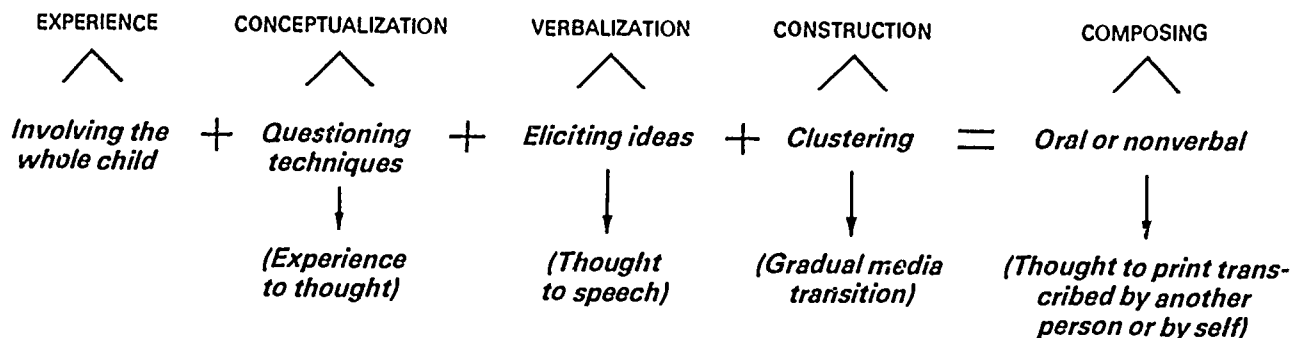 EXPERIENCE CONCEPTUALIZATION VERBALIZATION CONSTRUCTION COMPOSING
Involving the whole child + Questioning techniques + Eliciting ideas + Clustering = Oral or nonverbal
(Experience to thought) (Thought to speech) (Gradual media transition) (Thought to print trans-
cribed by another
person or by self)